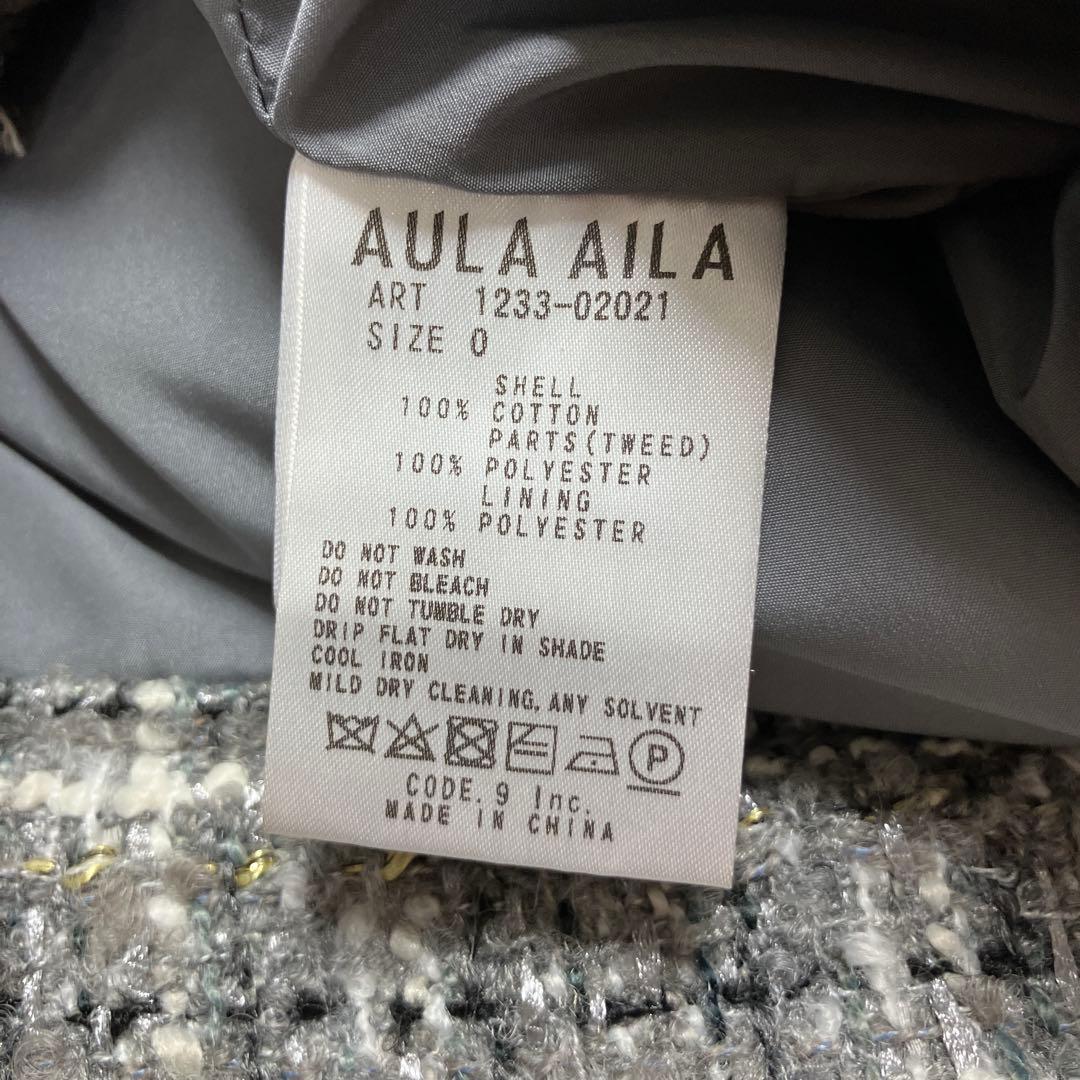 AULA AILA
ART 1233-02021
SIZE 0
SHELL
100% COTTON
PARTS(TWEED)
100% POLYESTER
LINING
100% POLYESTER
DO NOT WASH
DO NOT BLEACH
DO NOT TUMBLE DRY
DRIP FLAT DRY IN SHADE
COOL IRON
MILD DRY CLEANING, ANY SOLVENT
P
CODE. 9 Inc.
MADE IN CHINA